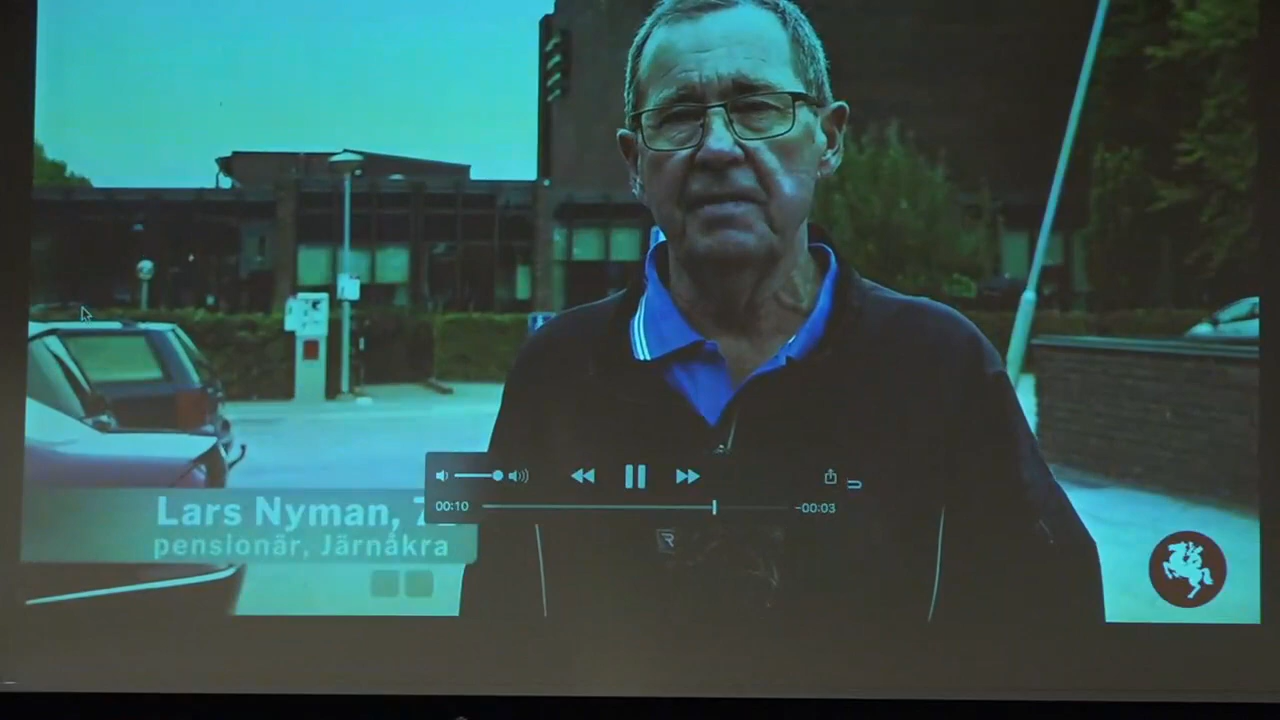 Lars Nyman,
pensionär, Järnåkra
00:10
-00:03
R